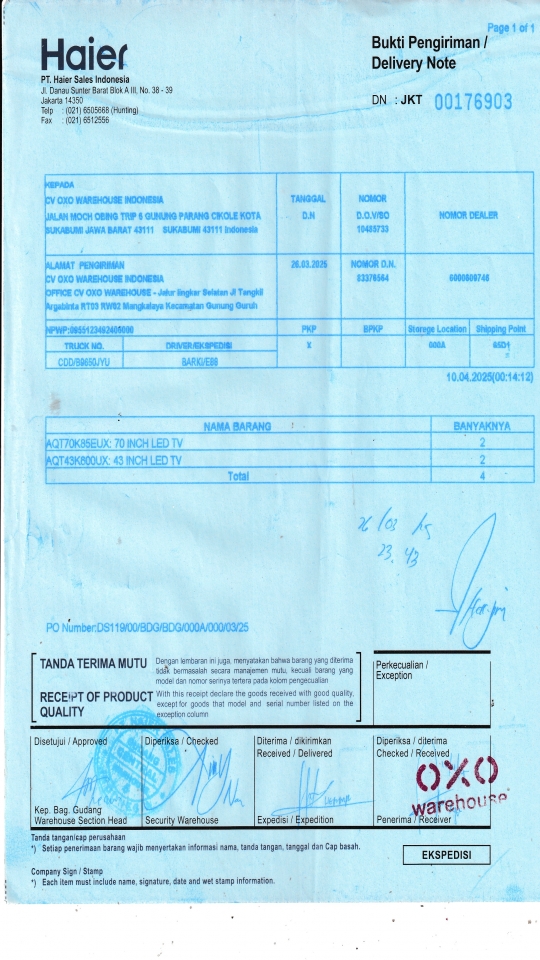 Page 1 of 1
Haier
Bukti Pengiriman /
Delivery Note
PT. Haier Sales Indonesia
Jl. Danau Sunter Barat Blok A III, No. 38 - 39
Jakarta 14350
Telp : (021) 6505668 (Hunting)
Fax : (021) 6512556
DN : JKT 00176903
KEPADA
CV OXO WAREHOUSE INDONESIA
JALAN MOCH OBING TRIP 6 GUNUNG PARANG CIKOLE KOTA
SUKABUMI JAWA BARAT 43111 SUKABUMI 43111 Indonesia
TANGGAL
D.N
NOMOR
D.O.V/SO
10485733
NOMOR DEALER
ALAMAT PENGIRIMAN
CV OXO WAREHOUSE INDONESIA
OFFICE CV OXO WAREHOUSE - Jalur lingkar Selatan Jl Tangkil
Argabinta RT03 RW02 Mangkalaya Kecamatan Gunung Guruh
26.03.2025
NOMOR D.N.
83376564
6000609746
NPWP:0655123492405000
PKP
BPKP
Storege Location
Shipping Point
TRUCK NO.
DRIVER/EKSPEDISI
X
000A
65D1
CDD/B9650JYU
BARKI/EBS
10.04.2025(00:14:12)
NAMA BARANG
BANYAKNYA
AQT70K85EUX: 70 INCH LED TV
2
AQT43K800UX: 43 INCH LED TV
2
Total
4
26/03
23.43
PO Number:DS119/00/BDG/BDG/000A/000/03/25
TANDA TERIMA MUTU
Dengan lembaran ini juga, menyatakan bahwa barang yang diterima
tidak bermasalah secara manajemen mutu, kecuali barang yang
model dan nomor serinya tertera pada kolom pengecualian
RECEIPT OF PRODUCT
QUALITY
With this receipt declare the goods received with good quality,
except for goods that model and serial number listed on the
exception column
Perkecualian /
Exception
Disetujui / Approved
Diperiksa / Checked
Diterima / dikirimkan
Received / Delivered
Diperiksa / diterima
Checked / Received
OXO
warehouse
Kep. Bag. Gudang
Warehouse Section Head
Security Warehouse
Expedisi / Expedition
Penerima / Receiver
Tanda tangan/cap perusahaan
*) Setiap penerimaan barang wajib menyertakan informasi nama, tanda tangan, tanggal dan Cap basah.
EKSPEDISI
Company Sign / Stamp
*) Each item must include name, signature, date and wet stamp information.